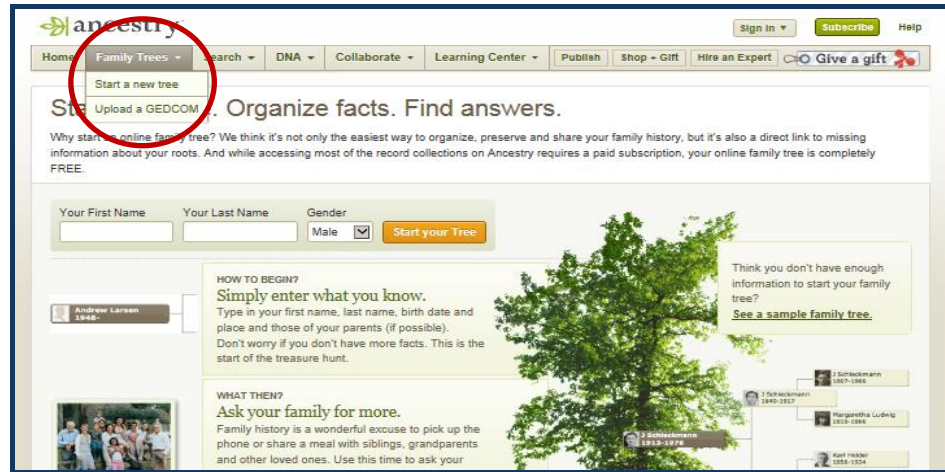 ancestry
Sign In
Subscribe
Help
Home
Family Trees
Search
DNA
Collaborate
Learning Center
Publish
Shop + Gift
Hire an Expert
Give a gift
Start a new tree
Upload a GEDCOM
. Organize facts. Find answers.
Why start an online family tree? We think it's not only the easiest way to organize, preserve and share your family history, but it's also a direct link to missing
information about your roots. And while accessing most of the record collections on Ancestry requires a paid subscription, your online family tree is completely
FREE.
Your First Name
Your Last Name
Gender
Male
Start your Tree
Think you don't have enough
information to start your family
tree?
See a sample family tree.
HOW TO BEGIN?
Simply enter what you know.
Type in your first name, last name, birth date and
place and those of your parents (if possible).
Don't worry if you don't have more facts. This is the
start of the treasure hunt.
Andrew Larsen
1948-
WHAT THEN?
Ask your family for more.
Family history is a wonderful excuse to pick up the
phone or share a meal with siblings, grandparents
and other loved ones. Use this time to ask your
J Schleckmann
1913-1976
J Schleckmann
J Schleckmann
Margaretha Ludwig